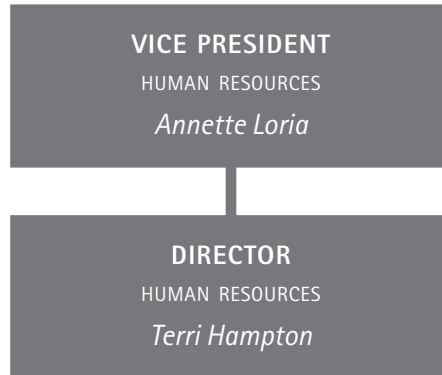 VICE PRESIDENT
HUMAN RESOURCES
Annette Loria
DIRECTOR
HUMAN RESOURCES
Terri Hampton